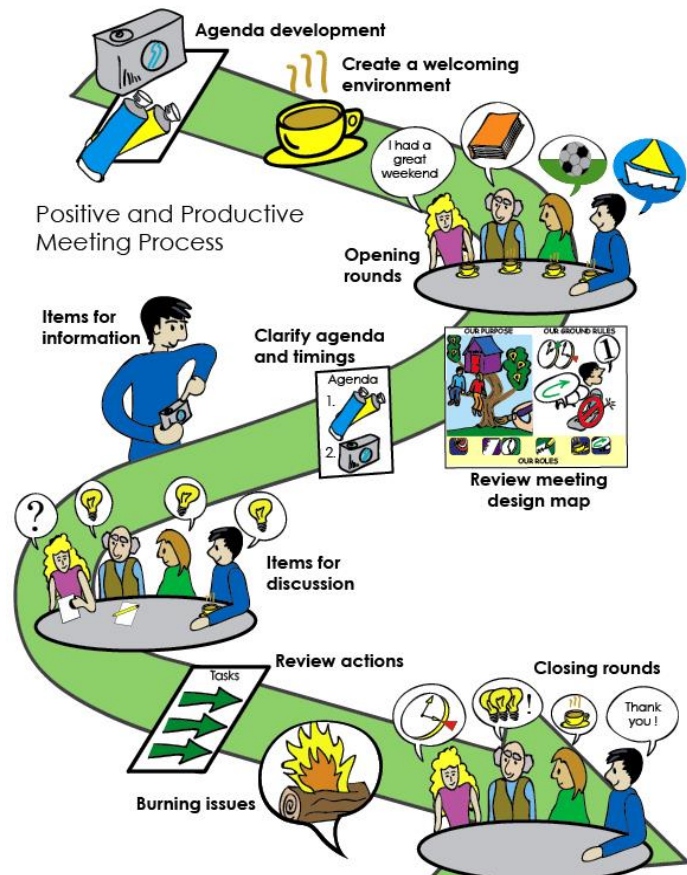 Agenda development
Create a welcoming
environment
I had a
great
weekend
Positive and Productive
Meeting Process
Opening
rounds
Items for
information
Clarify agenda
and timings
Agenda
1.
2.
OUR PURPOSE
OUR GROUND RULES
1
OUR ROLES
Review meeting
design map
?
Items for
discussion
Review actions
Tasks
Closing rounds
!
Thank
you !
Burning issues